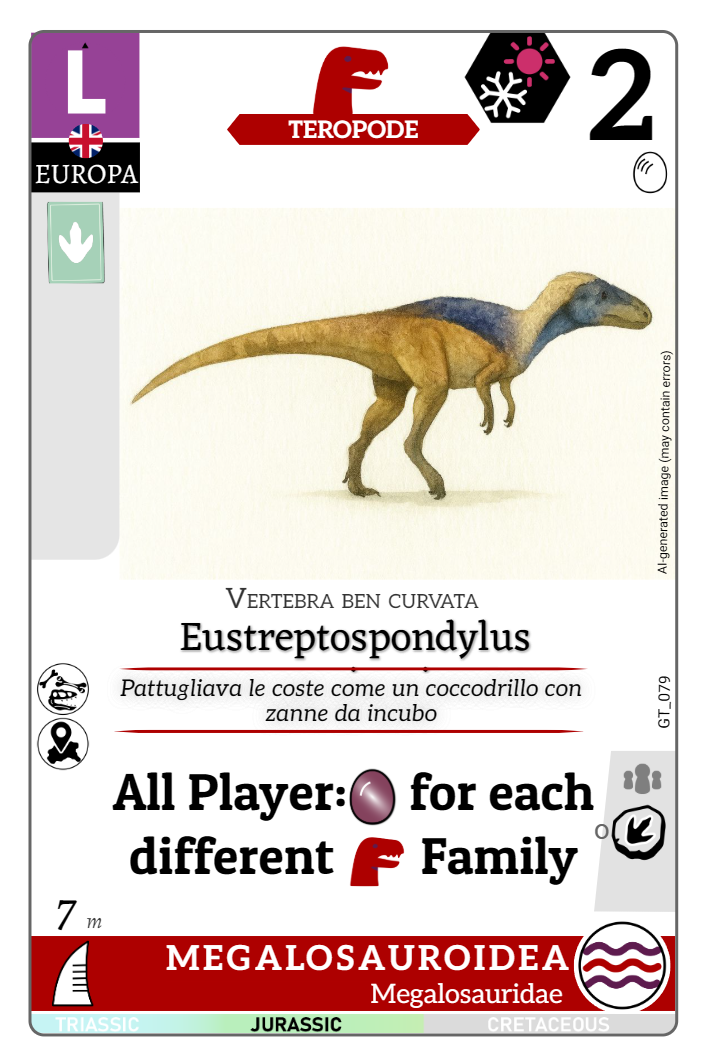 L
EUROPA
TEROPODE
2
AI-generated image (may contain errors)
VERTEBRA BEN CURVATA
Eustreptospondylus
Pattugliava le coste come un coccodrillo con
zanne da incubo
GT_079
All Player: for each
different Family
O
7 m
MEGALOSAUROIDEA
Megalosauridae
TRIASSIC JURASSIC CRETACEOUS